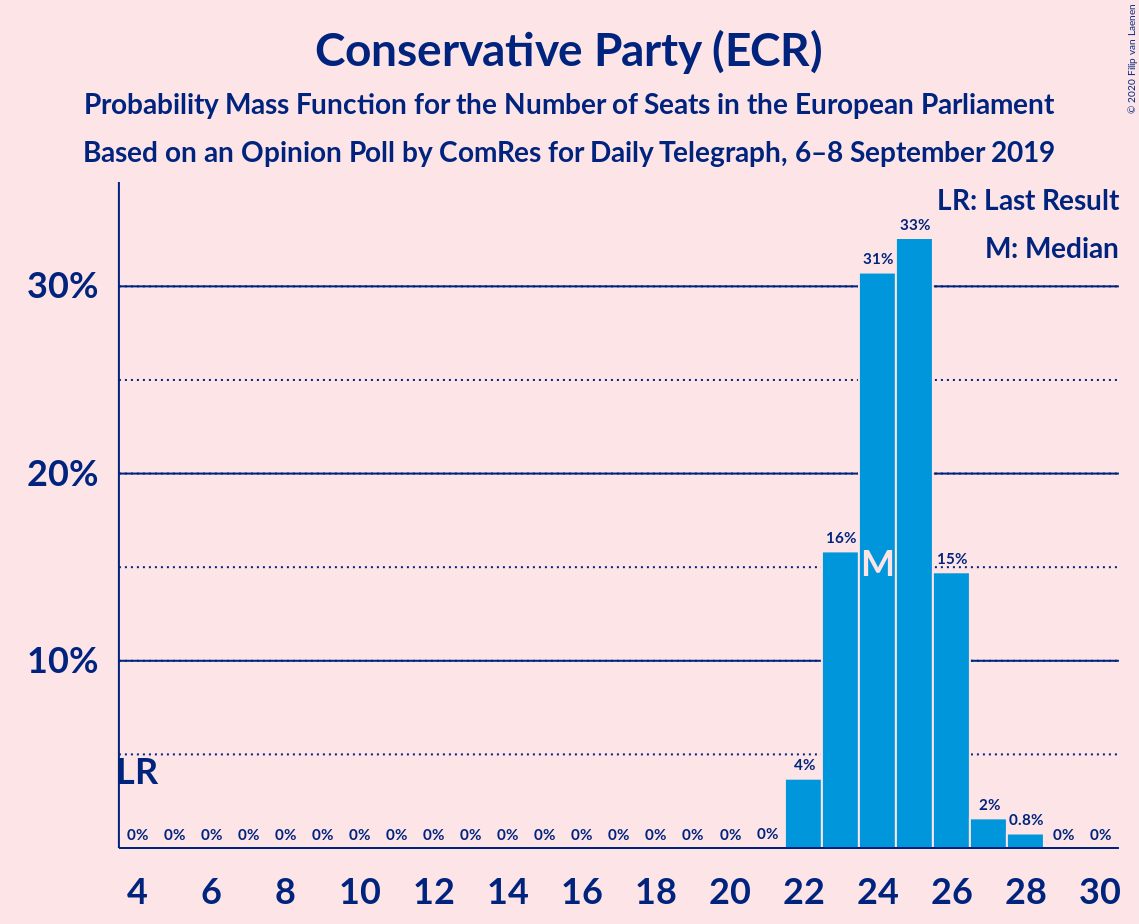 Conservative Party (ECR)
Probability Mass Function for the Number of Seats in the European Parliament
Based on an Opinion Poll by ComRes for Daily Telegraph, 6–8 September 2019
© 2020 Filip van Laenen
LR: Last Result
M: Median
30%
20%
10%
LR
M
0% 0% 0% 0% 0% 0% 0% 0% 0% 0% 0% 0% 0% 0% 0% 0% 0% 0% 4% 16% 31% 33% 15% 2% 0.8% 0% 0%
4 6 8 10 12 14 16 18 20 22 24 26 28 30